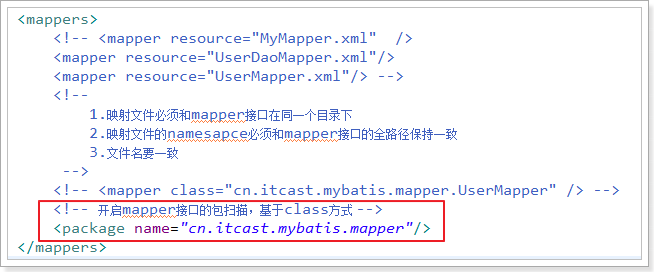 <mappers>
<!-- <mapper resource="MyMapper.xml" />
<mapper resource="UserDaoMapper.xml"/>
<mapper resource="UserMapper.xml"/> -->
<!--
1.映射文件必须和mapper接口在同一个目录下
2.映射文件的namesapce必须和mapper接口的全路径保持一致
3.文件名要一致
-->
<!-- <mapper class="cn.itcast.mybatis.mapper.UserMapper" /> -->
<!-- 开启mapper接口的包扫描，基于class方式 -->
<package name="cn.itcast.mybatis.mapper"/>
</mappers>